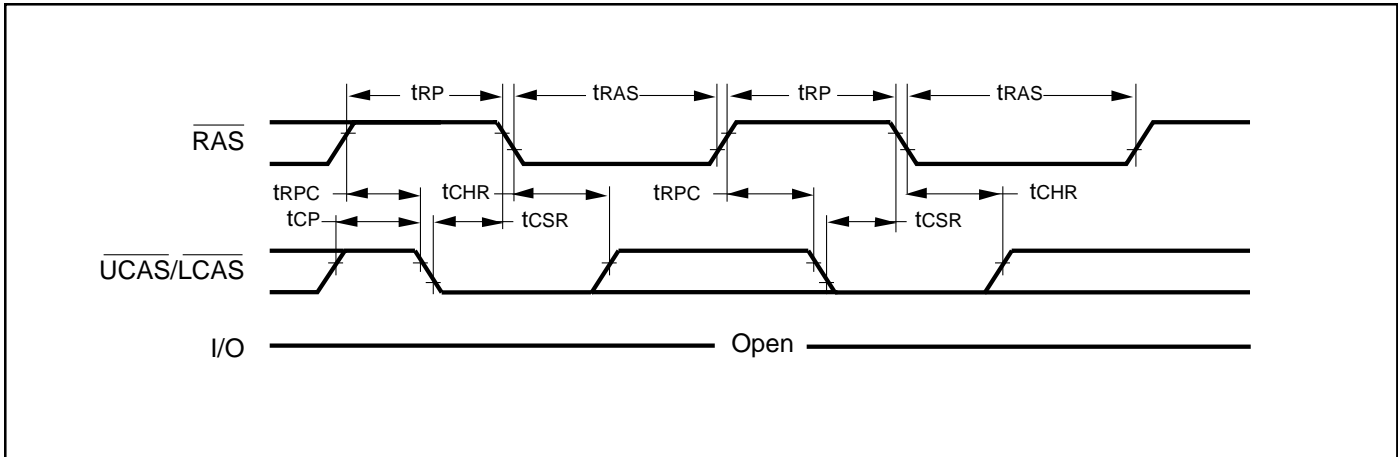 tRP tRAS tRP tRAS
RAS
tRPC tCHR tRPC tCHR
tCP tCSR tCSR
UCAS/LCAS
I/O Open